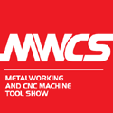 MWCS
METALWORKING
AND CNC MACHINE
TOOL SHOW